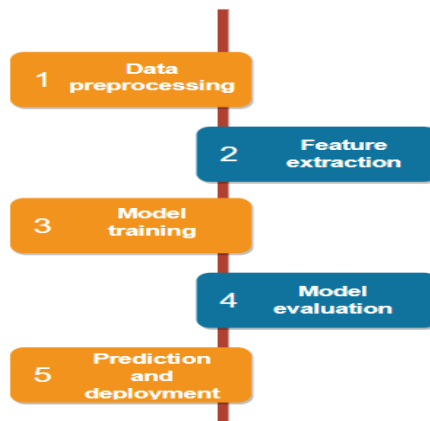 1 Data
preprocessing
2 Feature
extraction
3 Model
training
4 Model
evaluation
5 Prediction
and
deployment